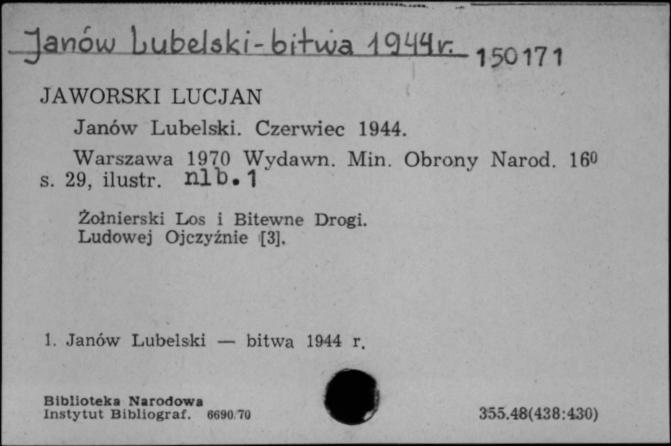 Janów Lubelski-bitwa 1944r. 150171
JAWORSKI LUCJAN
Janów Lubelski. Czerwiec 1944.
Warszawa 1970 Wydawn. Min. Obrony Narod. 16⁰
s. 29, ilustr. nlb. 1
Żołnierski Los i Bitewne Drogi.
Ludowej Ojczyźnie [3].
1. Janów Lubelski — bitwa 1944 r.
Biblioteka Narodowa
Instytut Bibliograf. 6690/70 355.48(438:430)